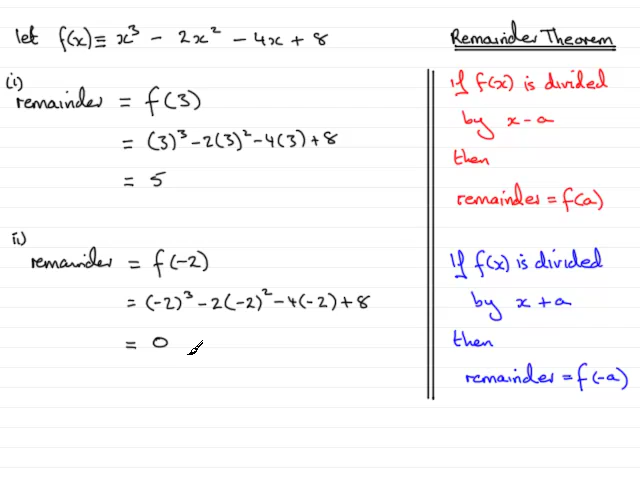 let f(x) ≡ x³ - 2x² - 4x + 8
(i)
remainder = f(3)
= (3)³ - 2(3)² - 4(3) + 8
= 5
ii)
remainder = f(-2)
= (-2)³ - 2(-2)² - 4(-2) + 8
= 0
Remainder Theorem
If f(x) is divided
by x - a
then
remainder = f(a)
If f(x) is divided
by x + a
then
remainder = f(-a)